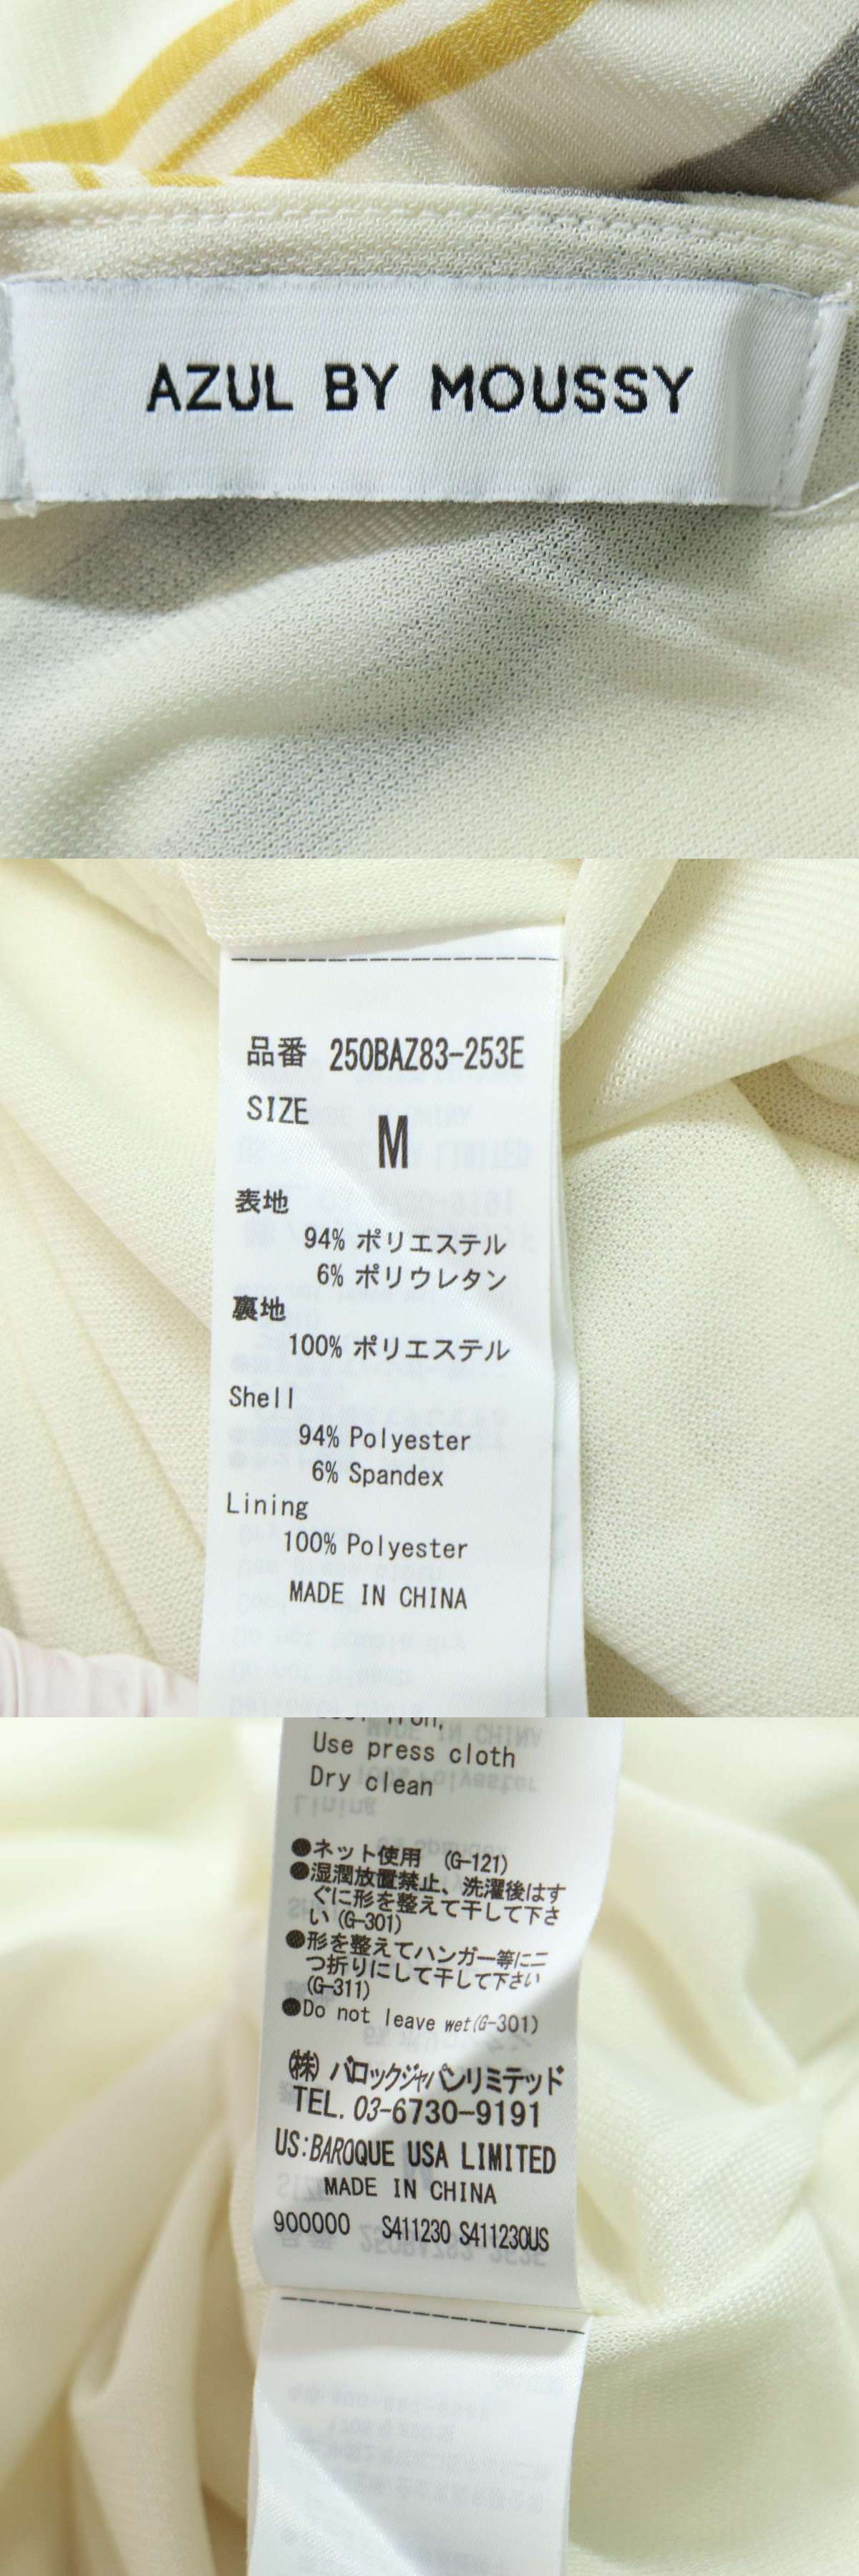 AZUL BY MOUSSY
品番 250BAZ83-253E
SIZE
M
表地
94% ポリエステル
6% ポリウレタン
裏地
100% ポリエステル
Shell
94% Polyester
6% Spandex
Lining
100% Polyester
MADE IN CHINA
Use press cloth
Dry clean
●ネット使用 (G-121)
●湿潤放置禁止、洗濯後はす
ぐに形を整えて干して下さ
い (G-301)
●形を整えてハンガー等に二
つ折りにして干して下さい
(G-311)
●Do not leave wet(G-301)
(株) バロックジャパンリミテッド
TEL. 03-6730-9191
US:BAROQUE USA LIMITED
MADE IN CHINA
900000 S411230 S411230US